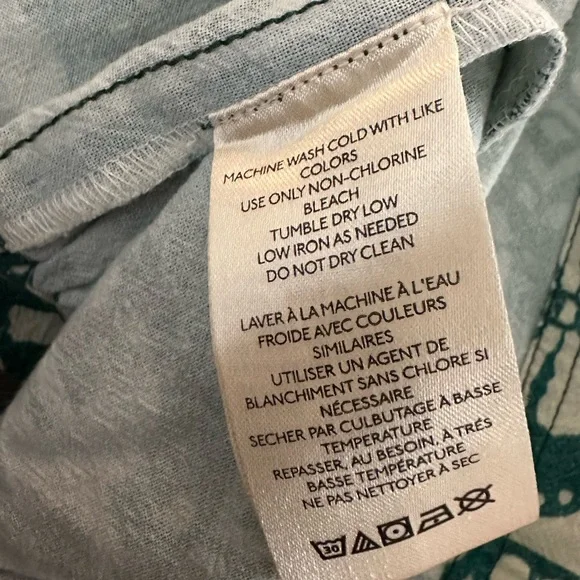 MACHINE WASH COLD WITH LIKE
COLORS
USE ONLY NON-CHLORINE
BLEACH
TUMBLE DRY LOW
LOW IRON AS NEEDED
DO NOT DRY CLEAN
LAVER À LA MACHINE À L'EAU
FROIDE AVEC COULEURS
SIMILAIRES
UTILISER UN AGENT DE
BLANCHIMENT SANS CHLORE SI
NÉCESSAIRE
SECHER PAR CULBUTAGE À BASSE
TEMPERATURE
REPASSER, AU BESOIN, À TRÉS
BASSE TEMPÉRATURE
NE PAS NETTOYER À SEC
30